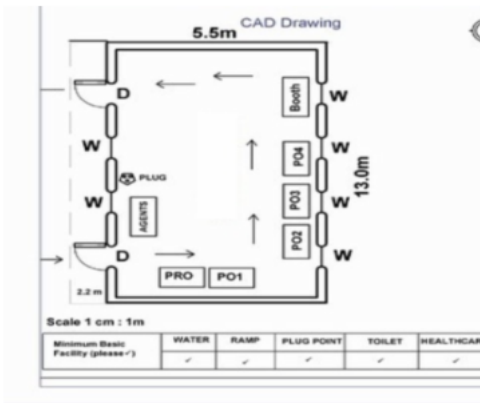 CAD Drawing
5.5m
D
Booth
W
W
PO4
W
13.0m
PLUG
W
PO3
W
AGENTS
PO2
D
W
PRO
PO1
2.2 m
Scale 1 cm : 1m
Minimum Basic Facility (please✓)
WATER RAMP PLUG POINT TOILET HEALTHCAR
✓ ✓ ✓ ✓ ✓